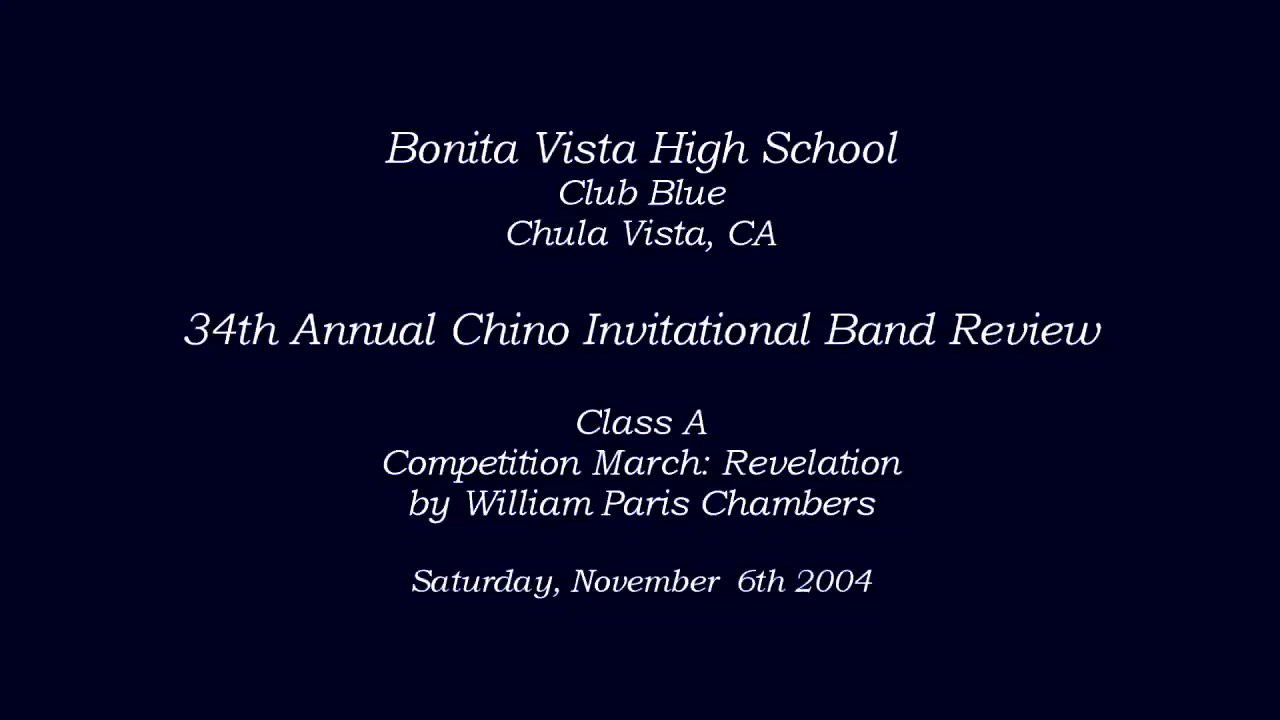 Bonita Vista High School
Club Blue
Chula Vista, CA
34th Annual Chino Invitational Band Review
Class A
Competition March: Revelation
by William Paris Chambers
Saturday, November 6th 2004